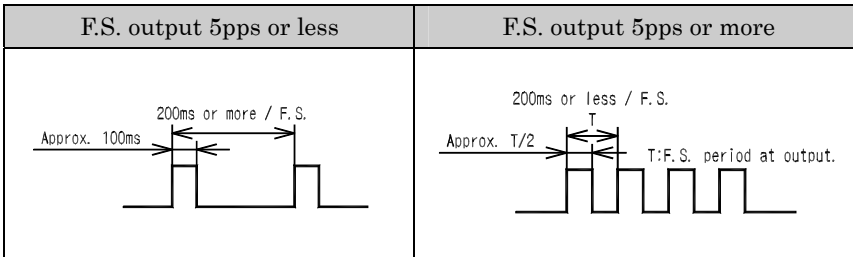 F.S. output 5pps or less
F.S. output 5pps or more
200ms or more / F.S.
Approx. 100ms
200ms or less / F.S.
T
Approx. T/2
T:F.S. period at output.